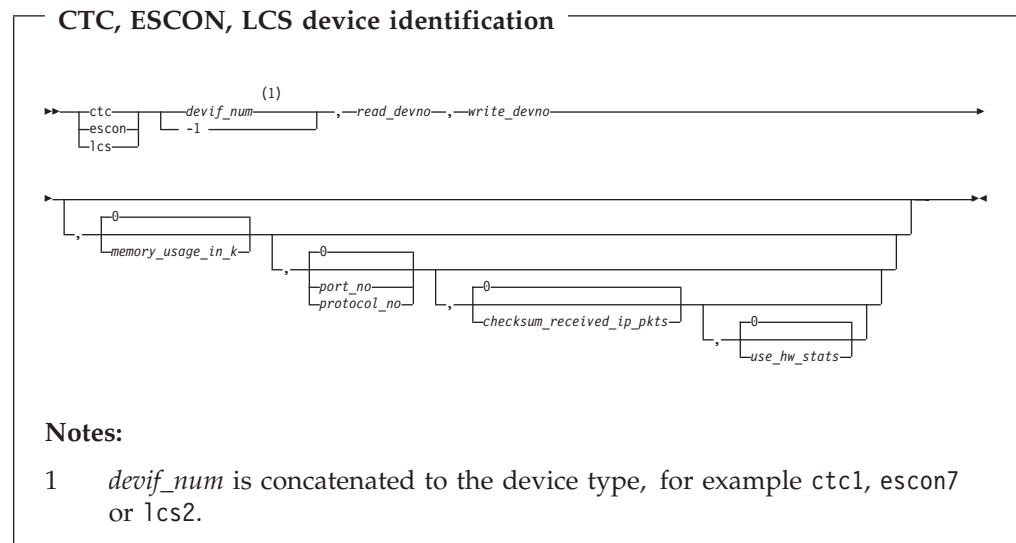 CTC, ESCON, LCS device identification
(1)
ctc devif_num , read_devno , write_devno
escon -1
lcs
0
, memory_usage_in_k
0
, port_no
protocol_no
0
, checksum_received_ip_pkts
0
, use_hw_stats
Notes:
1 devif_num is concatenated to the device type, for example ctc1, escon7
or lcs2.